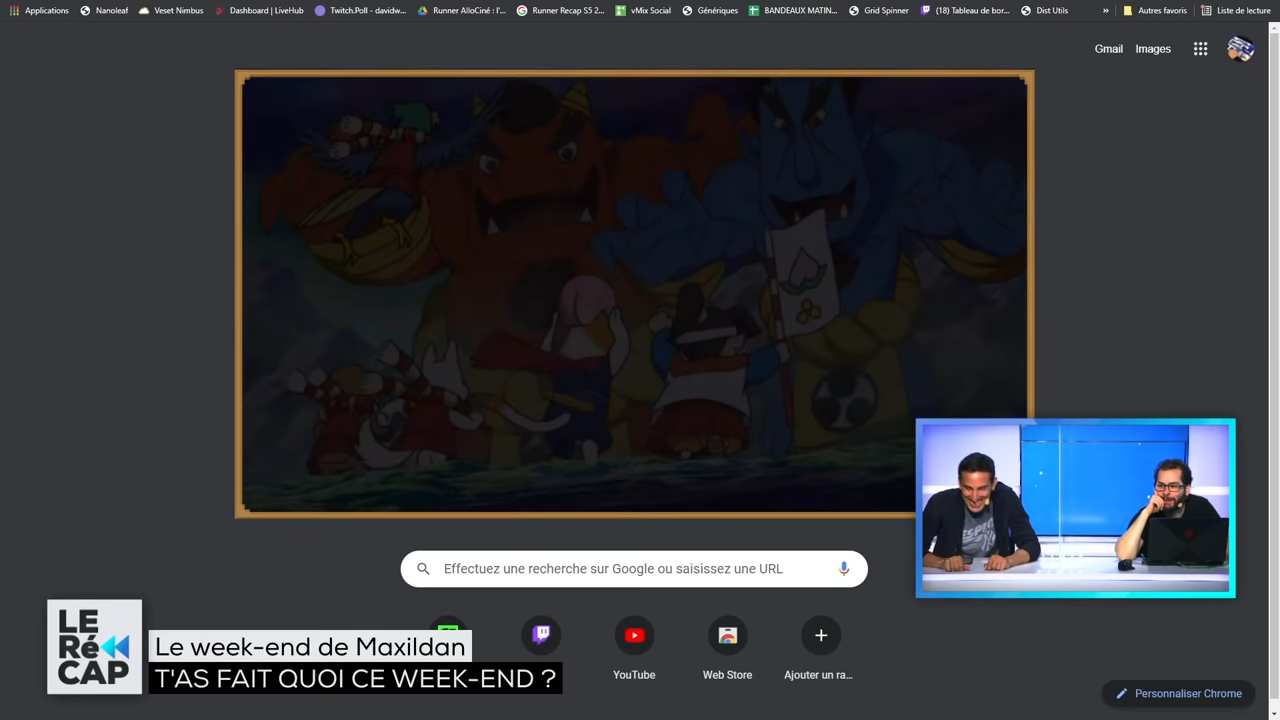 Applications Nanoleaf Veset Nimbus Dashboard | LiveHub Twitch.Poll - davidw... Runner AlloCiné : l'... Runner Recap S5 2... vMix Social Génériques BANDEAUX MATIN... Grid Spinner (18) Tableau de bor... Dist Utils » Autres favoris Liste de lecture
Gmail Images
Effectuez une recherche sur Google ou saisissez une URL
YouTube Web Store Ajouter un ra...
Personnaliser Chrome
LE
Ré
CAP
Le week-end de Maxildan
T'AS FAIT QUOI CE WEEK-END ?